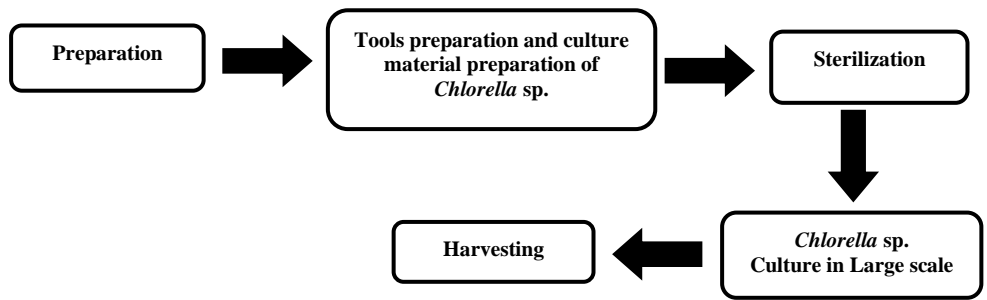 Preparation
Tools preparation and culture
material preparation of
Chlorella sp.
Sterilization
Chlorella sp.
Culture in Large scale
Harvesting